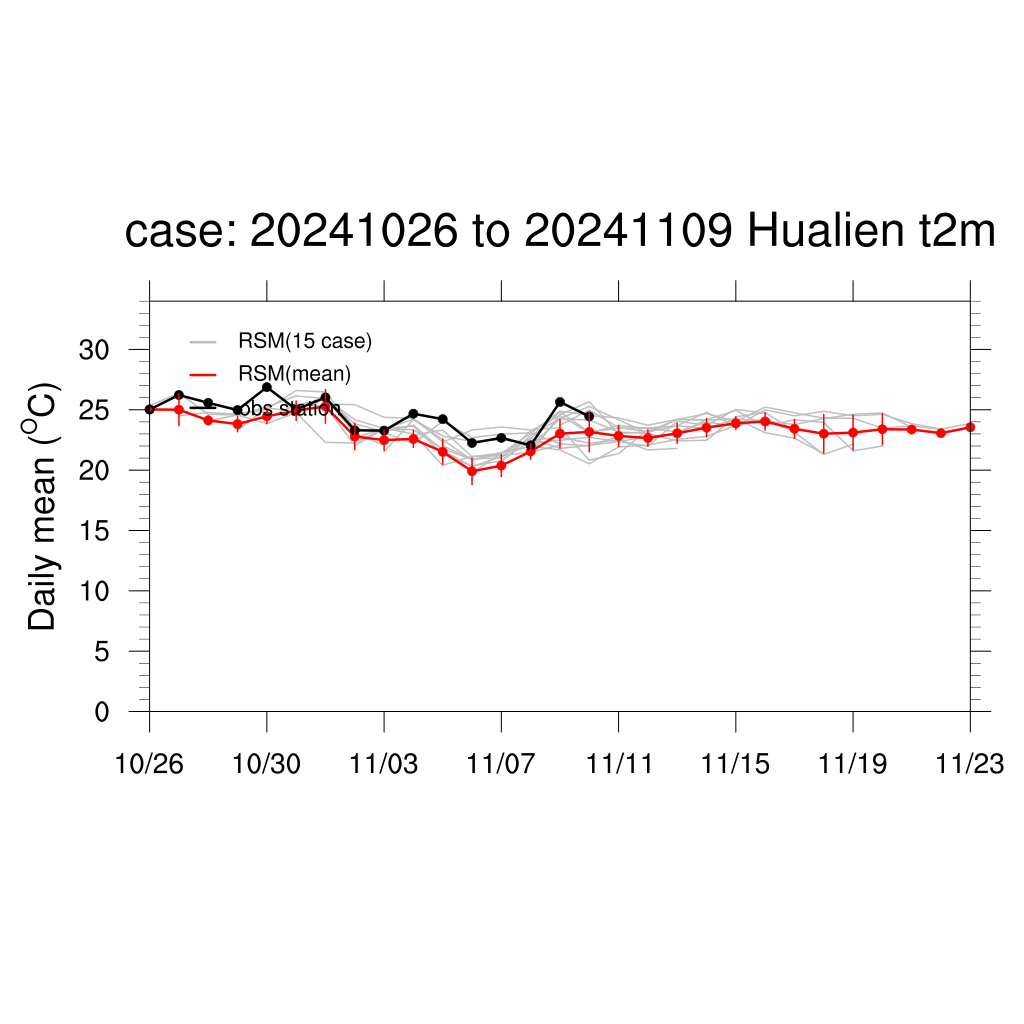 case: 20241026 to 20241109 Hualien t2m
Daily mean (°C)
RSM(15 case)
RSM(mean)
obs station
30
25
20
15
10
5
0
10/26 10/30 11/03 11/07 11/11 11/15 11/19 11/23